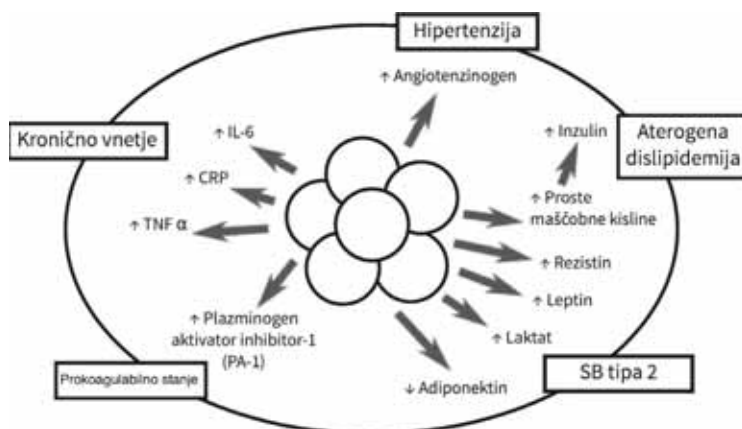 Hipertenzija
↑ Angiotenzinogen
Kronično vnetje
↑ IL-6
↑ CRP
↑ TNF α
↑ Inzulin
Aterogena
dislipidemija
↑ Proste
maščobne kisline
↑ Rezistin
↑ Leptin
↑ Laktat
↑ Plazminogen
aktivator inhibitor-1
(PA-1)
↓ Adiponektin
Prokoagulabilno stanje
SB tipa 2